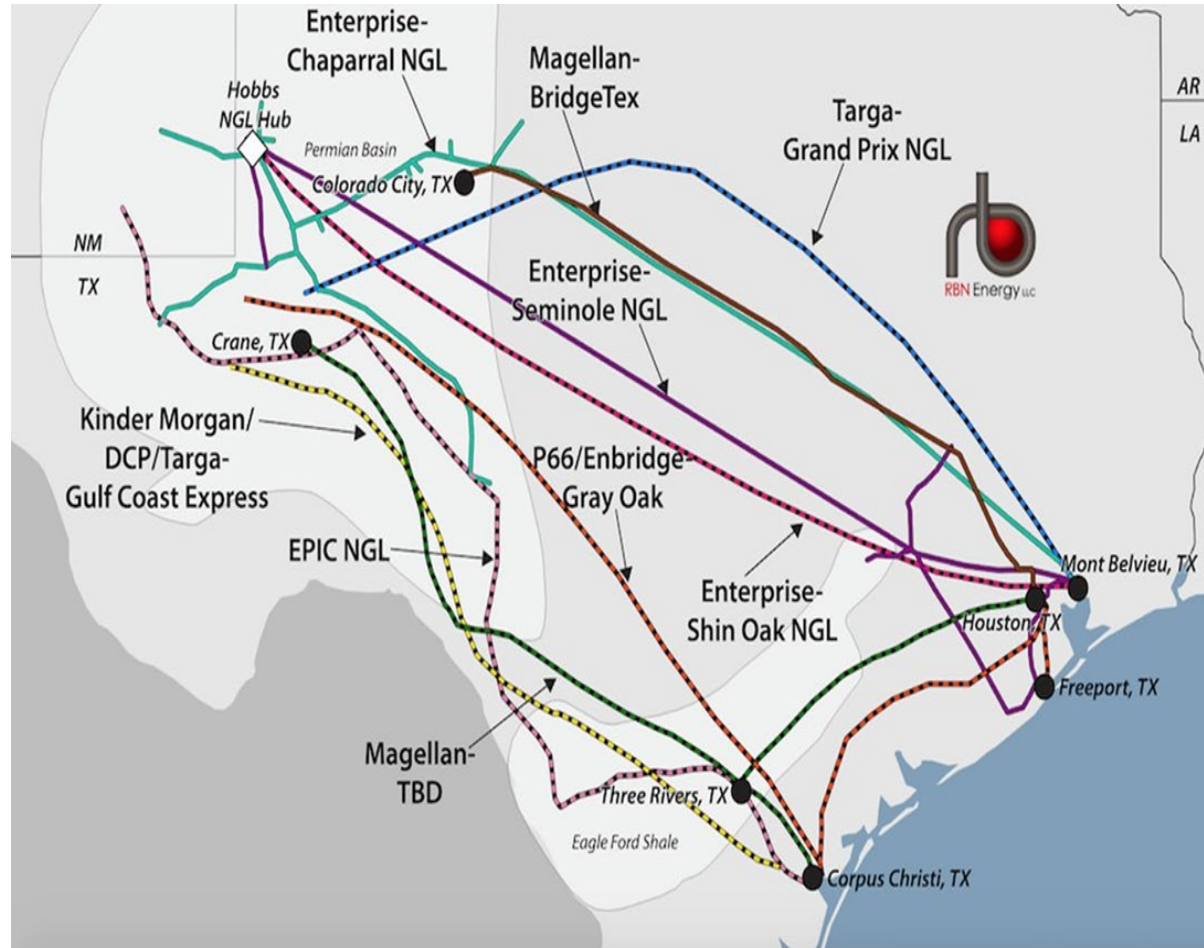 Enterprise-
Chaparral NGL
Magellan-
BridgeTex
Hobbs
NGL Hub
AR
LA
Targa-
Grand Prix NGL
Permian Basin
Colorado City, TX
NM
TX
RBN Energy LLC
Enterprise-
Seminole NGL
Crane, TX
Kinder Morgan/
DCP/Targa-
Gulf Coast Express
P66/Enbridge-
Gray Oak
EPIC NGL
Enterprise-
Shin Oak NGL
Mont Belvieu, TX
Houston, TX
Freeport, TX
Magellan-
TBD
Three Rivers, TX
Eagle Ford Shale
Corpus Christi, TX